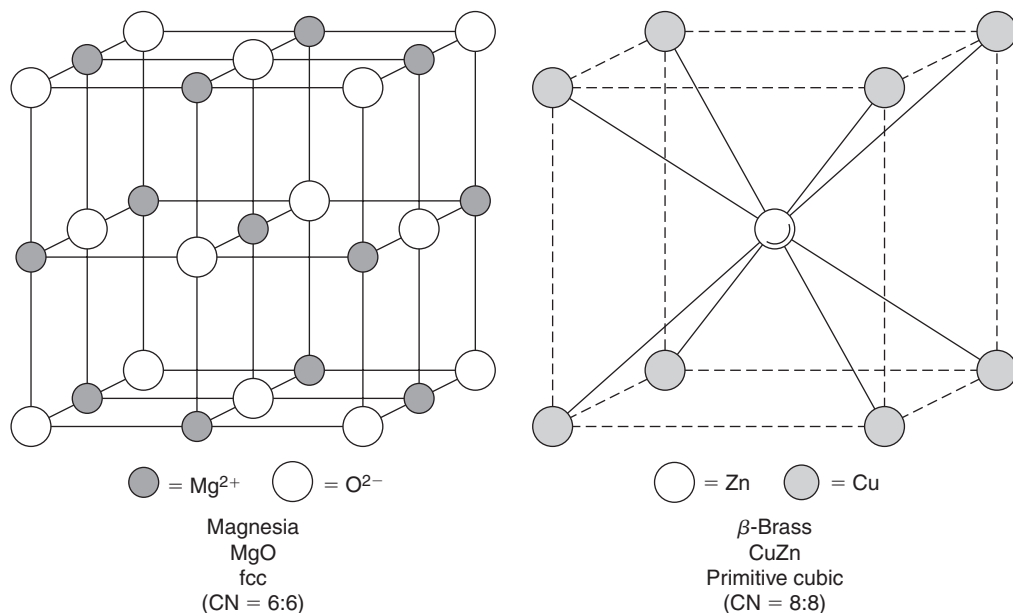 = Mg²⁺ = O²⁻
Magnesia
MgO
fcc
(CN = 6:6)
= Zn = Cu
β-Brass
CuZn
Primitive cubic
(CN = 8:8)